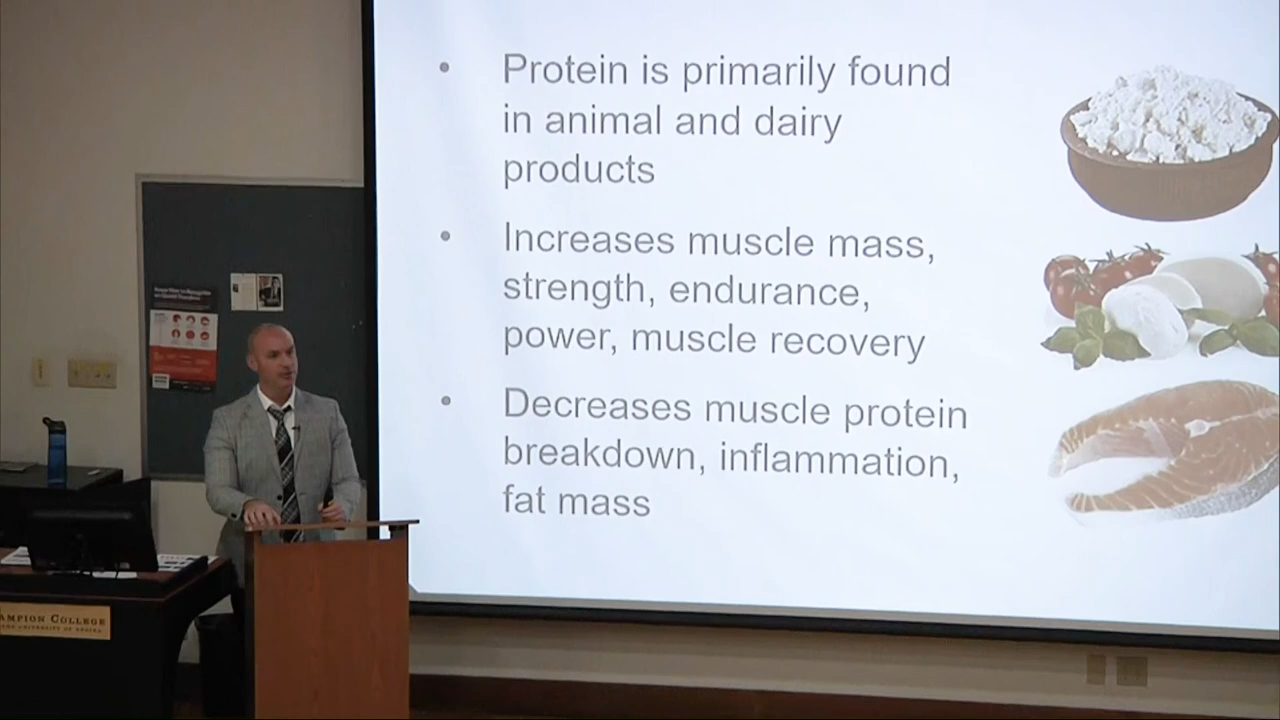 • Protein is primarily found
in animal and dairy
products
• Increases muscle mass,
strength, endurance,
power, muscle recovery
• Decreases muscle protein
breakdown, inflammation,
fat mass
AMPION COLLEGE